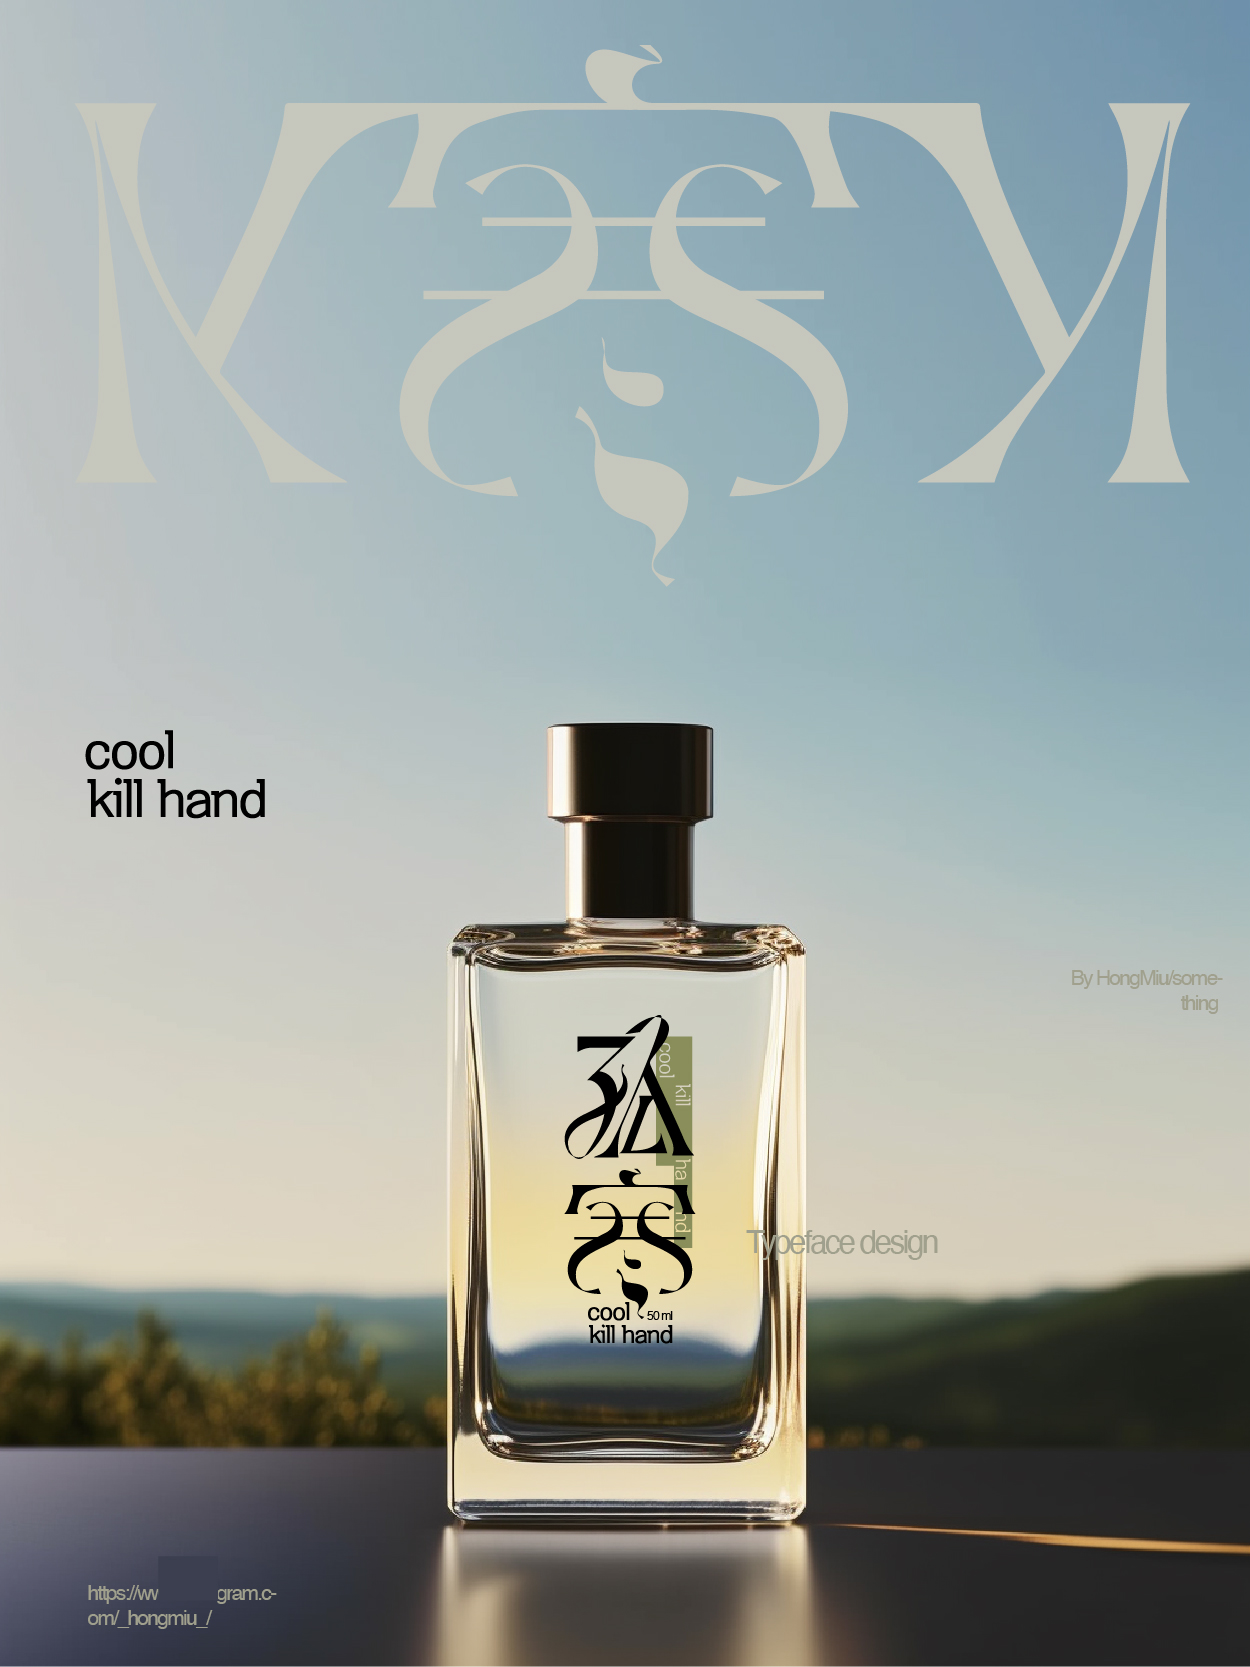 cool
kill hand
By HongMiu/some-
thing
孤
cool
kill
ha
nd
Typeface design
cool 50 ml
kill hand
https://ww gram.c-
om/_hongmiu_/